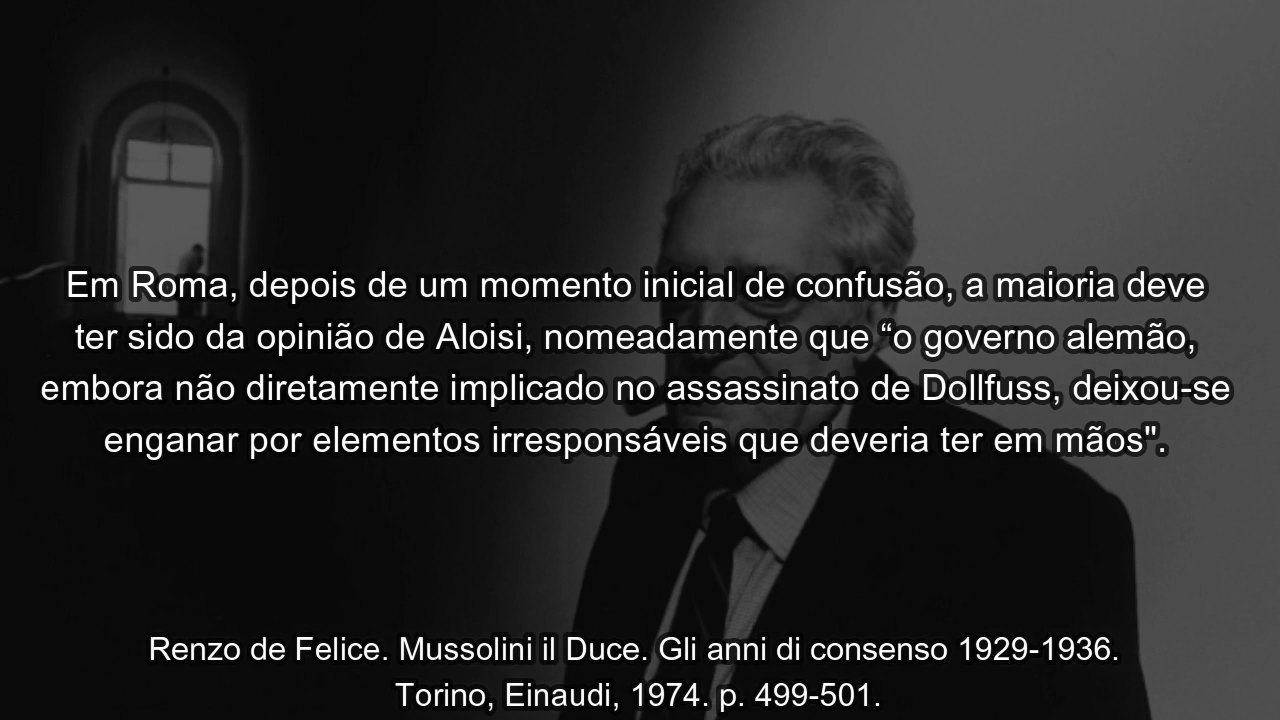 Em Roma, depois de um momento inicial de confusão, a maioria deve
ter sido da opinião de Aloisi, nomeadamente que “o governo alemão,
embora não diretamente implicado no assassinato de Dollfuss, deixou-se
enganar por elementos irresponsáveis que deveria ter em mãos".
Renzo de Felice. Mussolini il Duce. Gli anni di consenso 1929-1936.
Torino, Einaudi, 1974. p. 499-501.